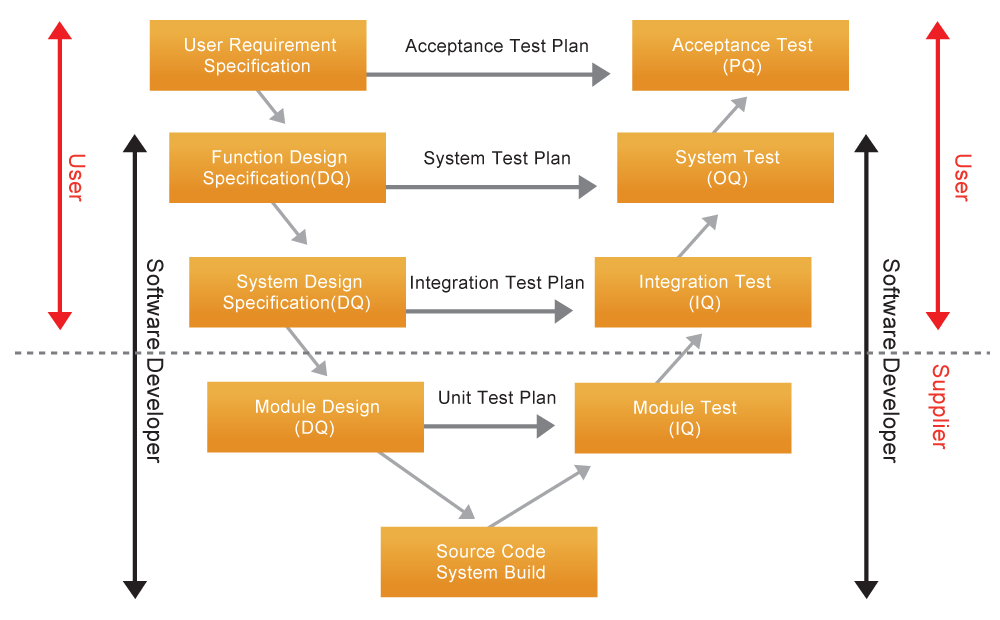 User Requirement
Specification
Acceptance Test Plan
Acceptance Test
(PQ)
Function Design
Specification(DQ)
System Test Plan
System Test
(OQ)
User
User
System Design
Specification(DQ)
Integration Test Plan
Integration Test
(IQ)
Software Developer
Software Developer
Supplier
Module Design
(DQ)
Unit Test Plan
Module Test
(IQ)
Source Code
System Build